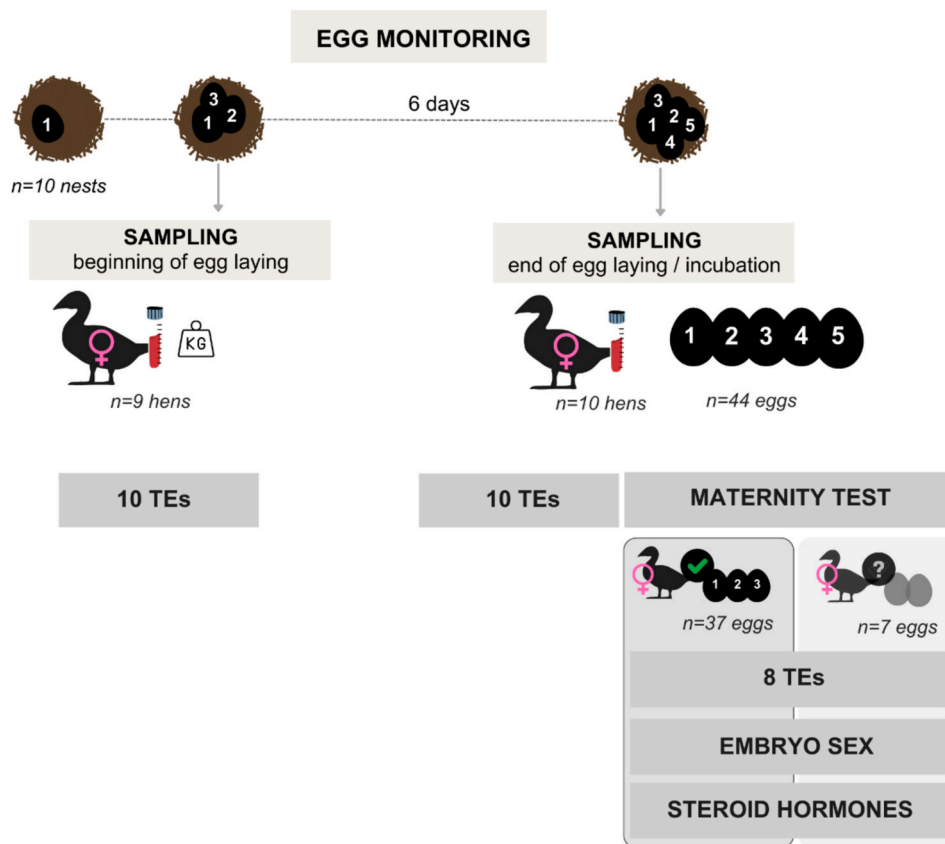 EGG MONITORING
1
3
1 2
6 days
3
2
1 5
4
n=10 nests
SAMPLING
beginning of egg laying
SAMPLING
end of egg laying / incubation
KG
1 2 3 4 5
n=9 hens
n=10 hens
n=44 eggs
10 TEs
10 TEs
MATERNITY TEST
?
1 2 3
n=37 eggs
n=7 eggs
8 TEs
EMBRYO SEX
STEROID HORMONES